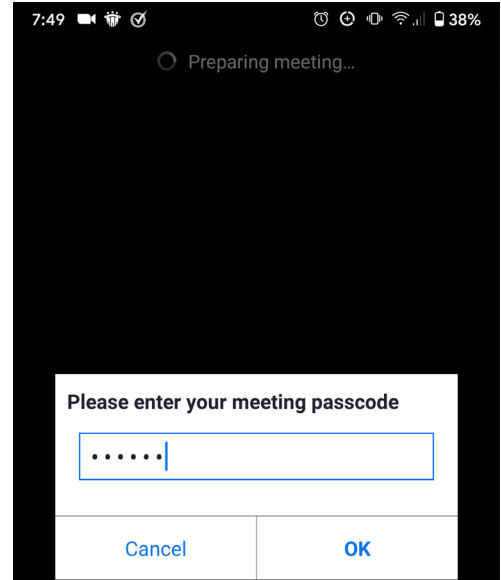 7:49 38%
Preparing meeting...
Please enter your meeting passcode
••••••
Cancel OK